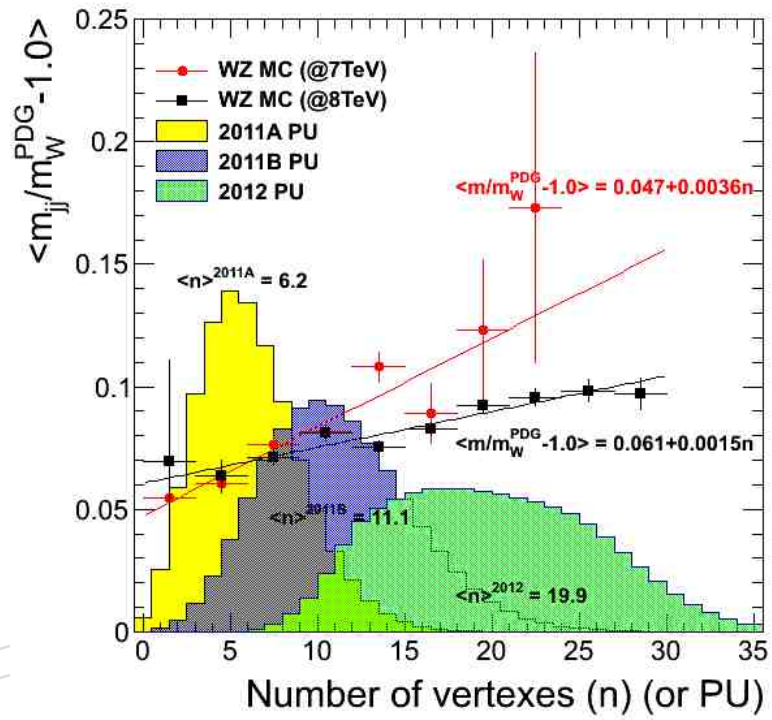 <m_jj/m_W^PDG-1.0>
0.25
0.2
0.15
0.1
0.05
0
WZ MC (@7TeV)
WZ MC (@8TeV)
2011A PU
2011B PU
2012 PU
<m/m_W^PDG-1.0> = 0.047+0.0036n
<n>^2011A = 6.2
<m/m_W^PDG-1.0> = 0.061+0.0015n
<n>^2011B = 11.1
<n>^2012 = 19.9
0 5 10 15 20 25 30 35
Number of vertexes (n) (or PU)